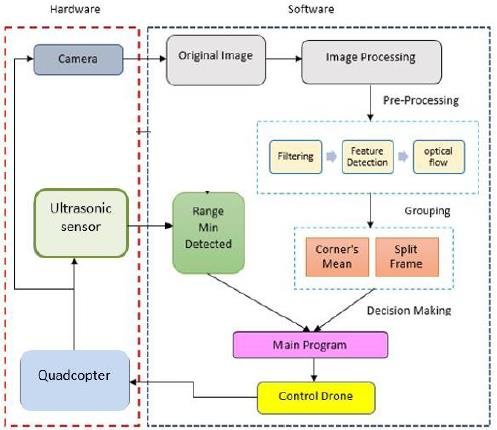 Hardware
Software
Camera
Original Image
Image Processing
Pre-Processing
Filtering
Feature
Detection
optical
flow
Ultrasonic
sensor
Range
Min
Detected
Grouping
Corner's
Mean
Split
Frame
Decision Making
Main Program
Quadcopter
Control Drone